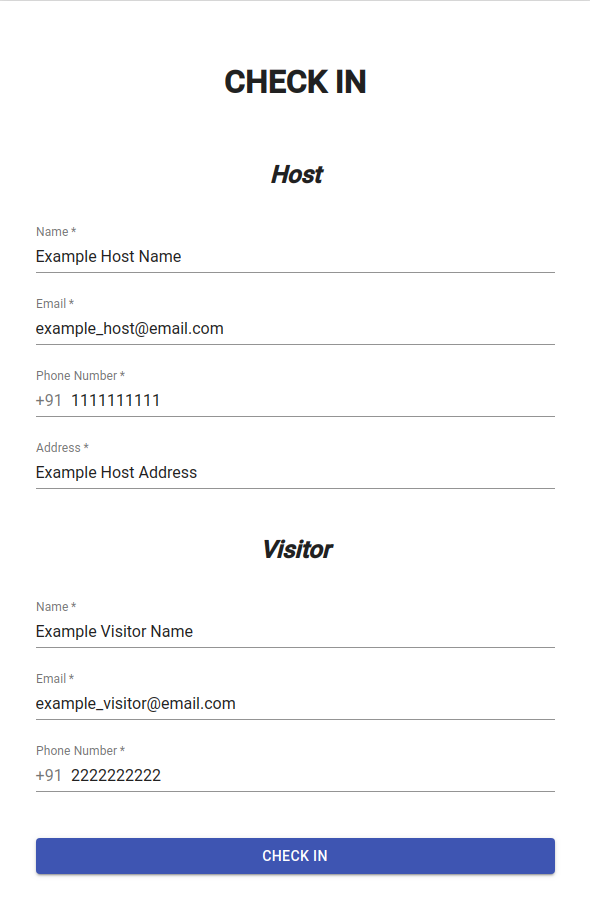 CHECK IN
Host
Name *
Example Host Name
Email *
example_host@email.com
Phone Number *
+91 1111111111
Address *
Example Host Address
Visitor
Name *
Example Visitor Name
Email *
example_visitor@email.com
Phone Number *
+91 2222222222
CHECK IN